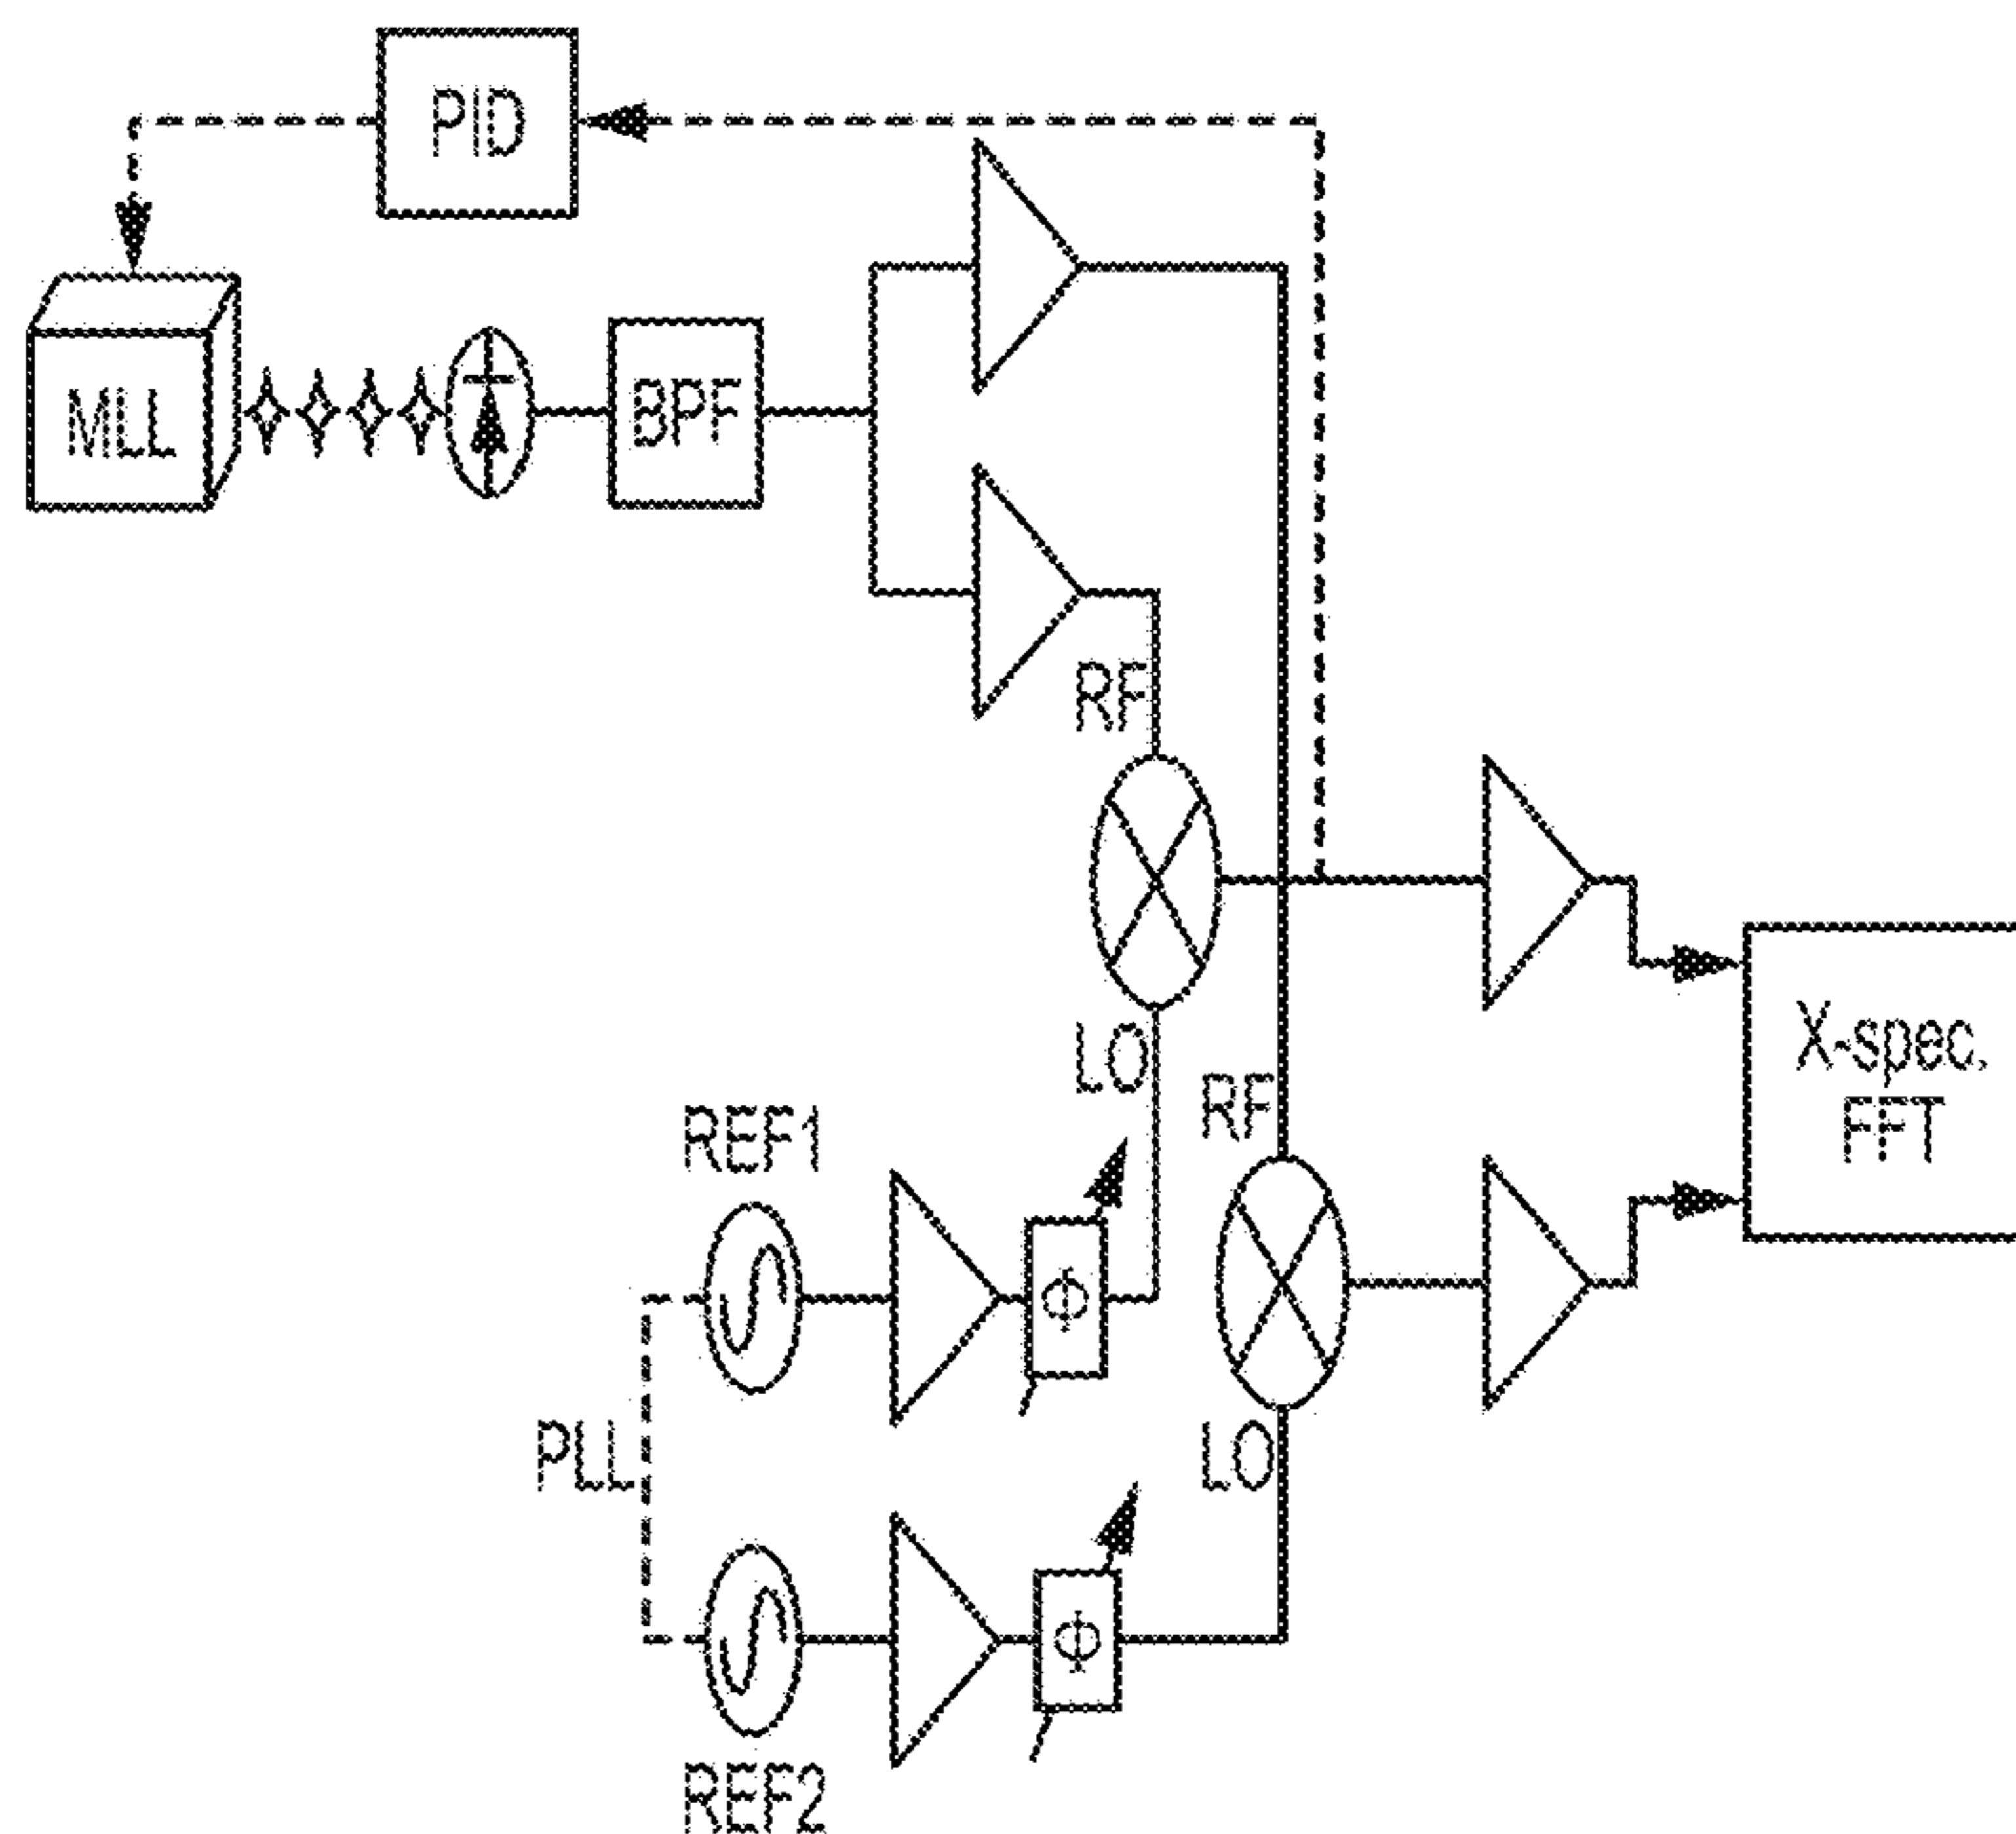 PID
MLL
BPF
RF
LO
RF
X-spec.
FFT
REF1
Φ
LO
PLL
Φ
REF2